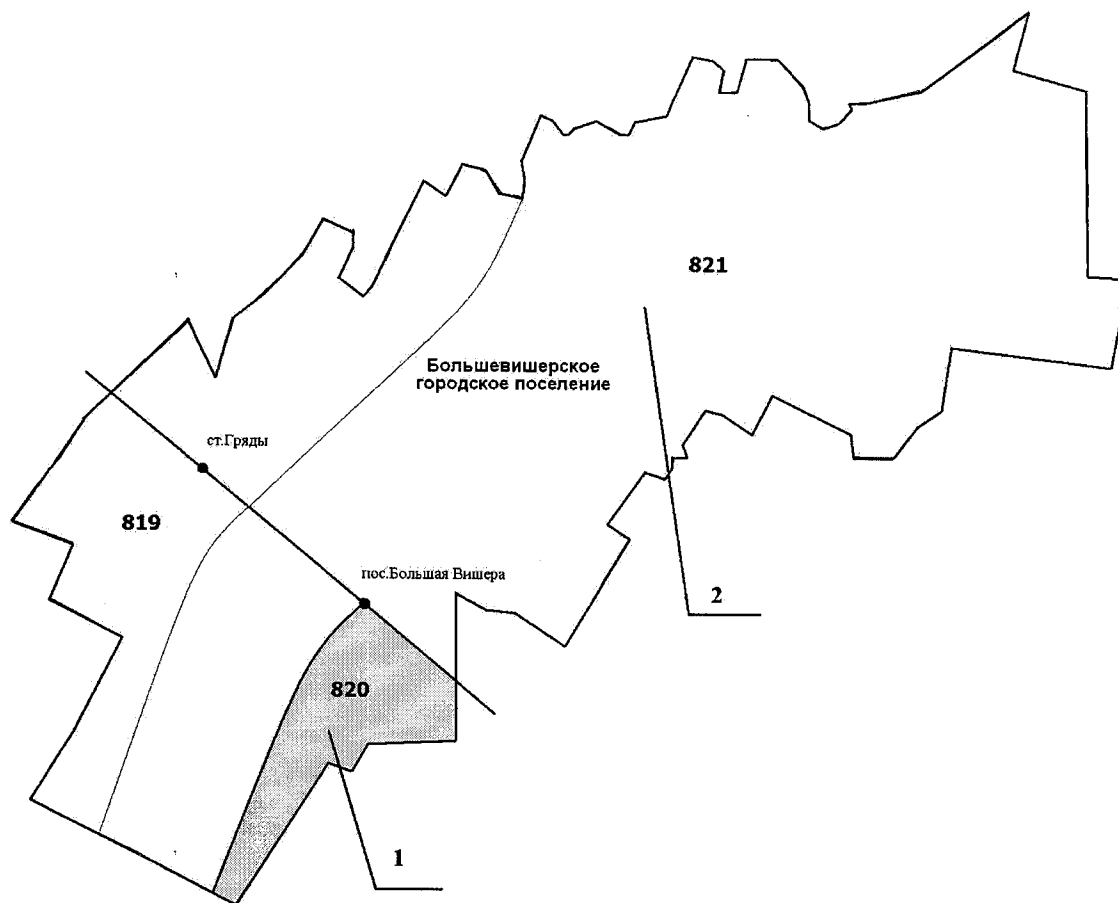 821
Большевишерское
городское поселение
ст.Гряды
819
пос.Большая Вишера
2
820
1